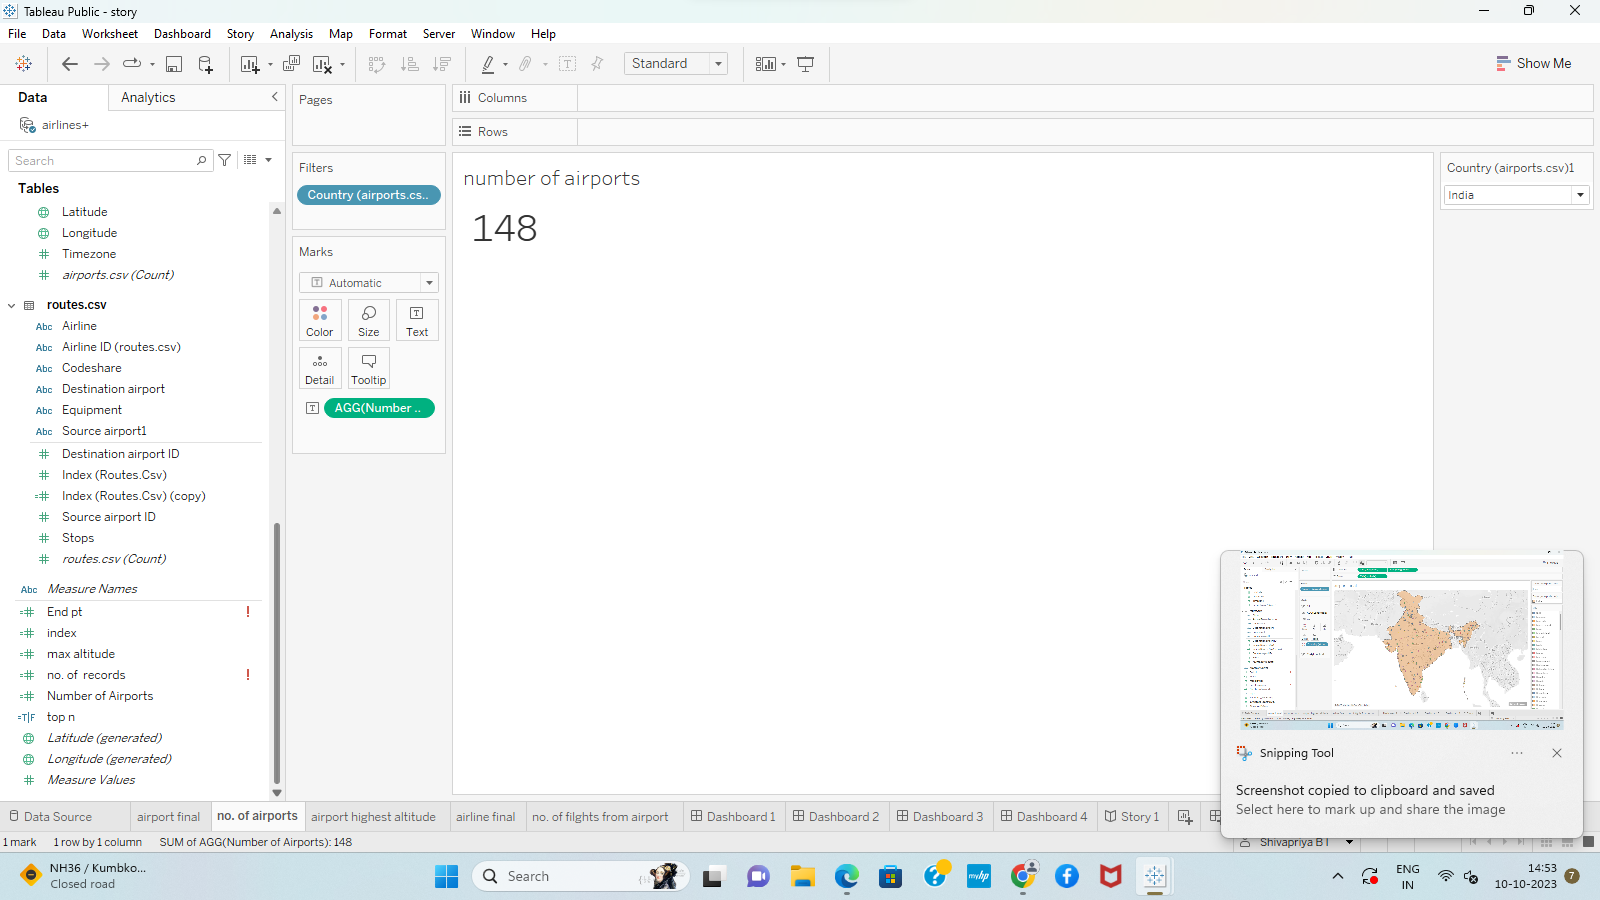 Tableau Public - story
File Data Worksheet Dashboard Story Analysis Map Format Server Window Help
Standard
Show Me
Data
Analytics
airlines+
Search
Tables
Latitude
Longitude
Timezone
airports.csv (Count)
routes.csv
Abc Airline
Abc Airline ID (routes.csv)
Abc Codeshare
Abc Destination airport
Abc Equipment
Abc Source airport1
Destination airport ID
Index (Routes.Csv)
Index (Routes.Csv) (copy)
Source airport ID
Stops
routes.csv (Count)
Abc Measure Names
End pt !
index
max altitude
no. of records !
Number of Airports
=T|F top n
Latitude (generated)
Longitude (generated)
Measure Values
Pages
Filters
Country (airports.cs..
Marks
Automatic
Color Size Text
Detail Tooltip
AGG(Number ..
Columns
Rows
number of airports
148
Country (airports.csv)1
India
Snipping Tool
Screenshot copied to clipboard and saved
Select here to mark up and share the image
Data Source airport final no. of airports airport highest altitude airline final no. of filghts from airport Dashboard 1 Dashboard 2 Dashboard 3 Dashboard 4 Story 1
1 mark 1 row by 1 column SUM of AGG(Number of Airports): 148
Shivapriya B T
NH36 / Kumbko...
Closed road
Search
myhp
ENG
IN
14:53
10-10-2023
7